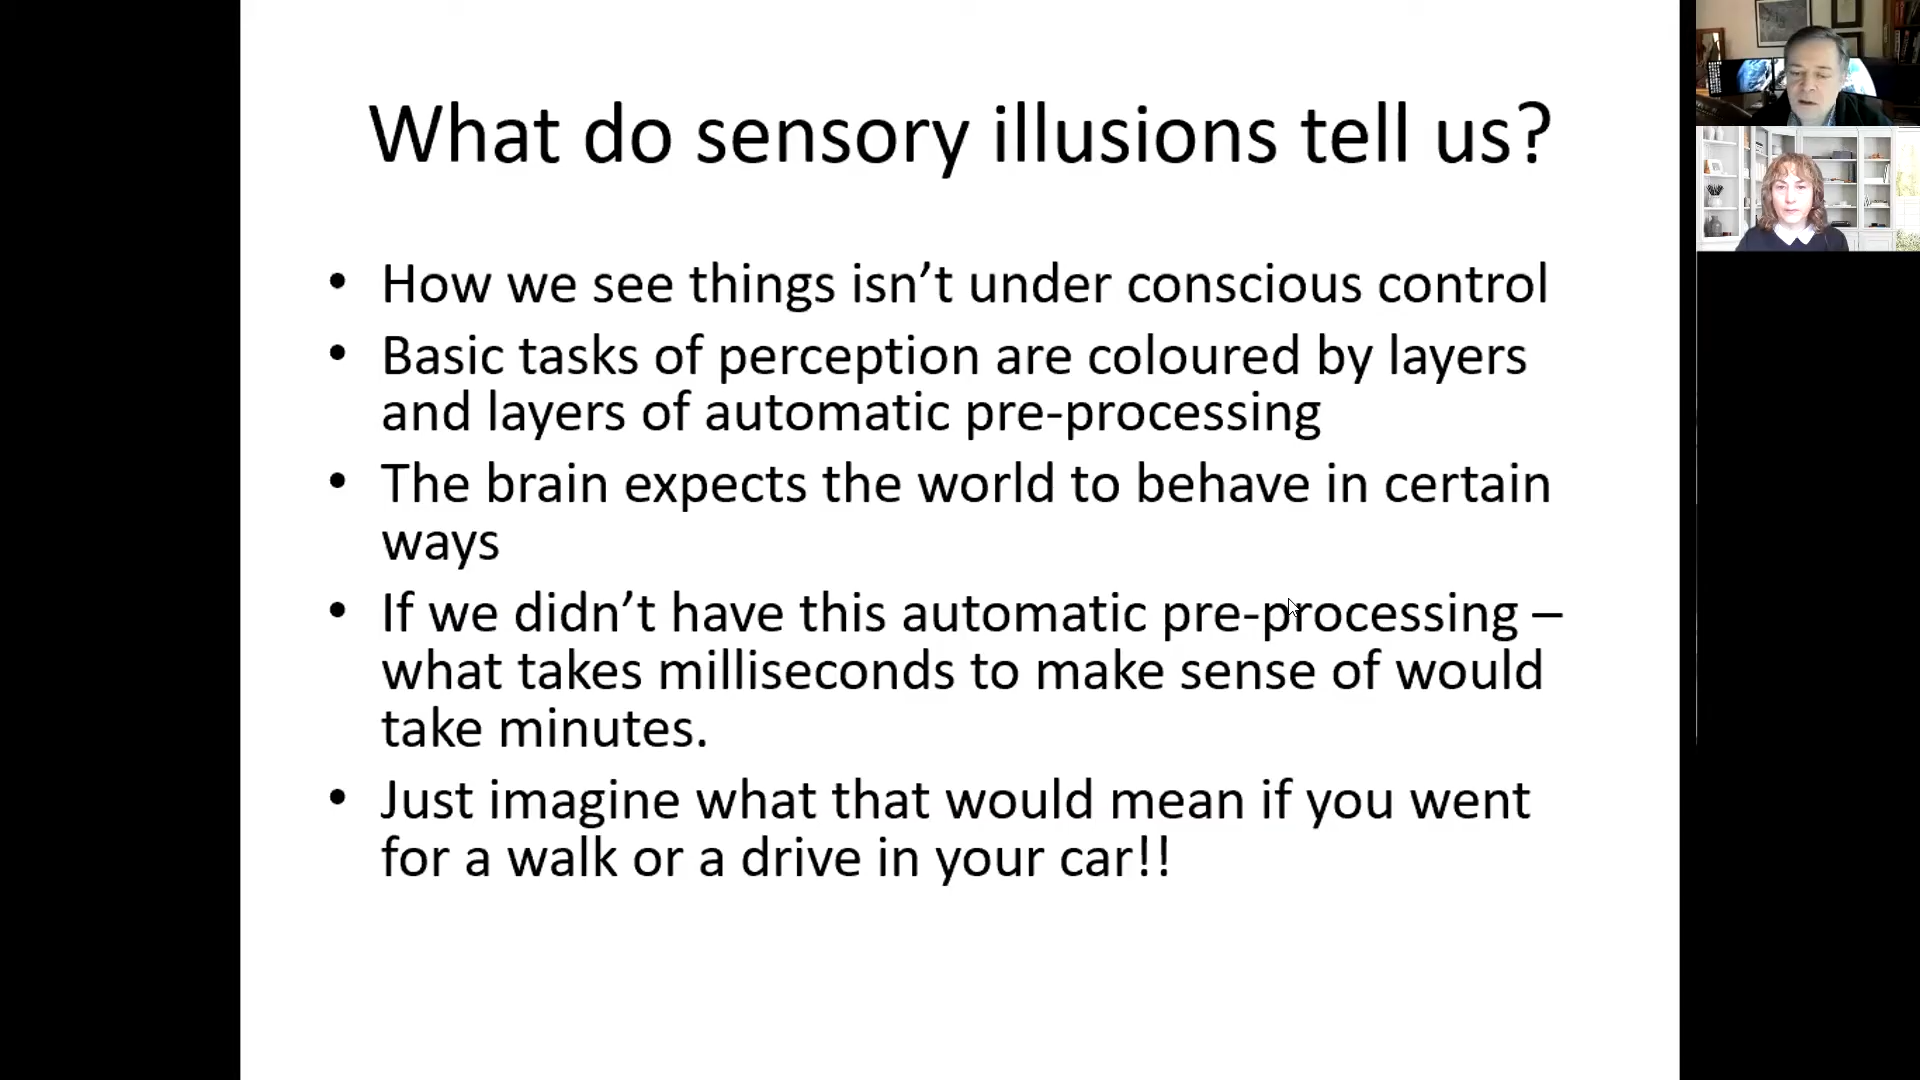 What do sensory illusions tell us?
• How we see things isn’t under conscious control
• Basic tasks of perception are coloured by layers
and layers of automatic pre-processing
• The brain expects the world to behave in certain
ways
• If we didn’t have this automatic pre-processing –
what takes milliseconds to make sense of would
take minutes.
• Just imagine what that would mean if you went
for a walk or a drive in your car!!